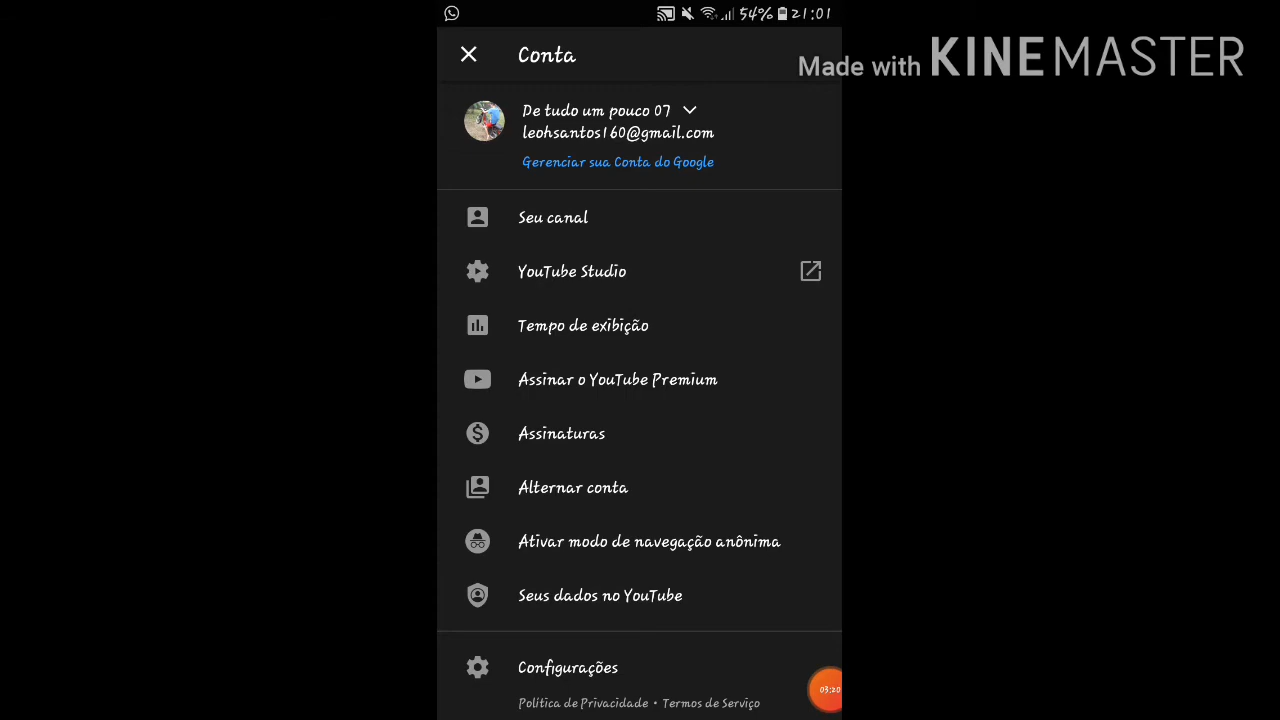 54% 21:01
Conta
Made with KINEMASTER
De tudo um pouco 07
leohsantos160@gmail.com
Gerenciar sua Conta do Google
Seu canal
YouTube Studio
Tempo de exibição
Assinar o YouTube Premium
Assinaturas
Alternar conta
Ativar modo de navegação anônima
Seus dados no YouTube
Configurações
03:20
Política de Privacidade • Termos de Serviço